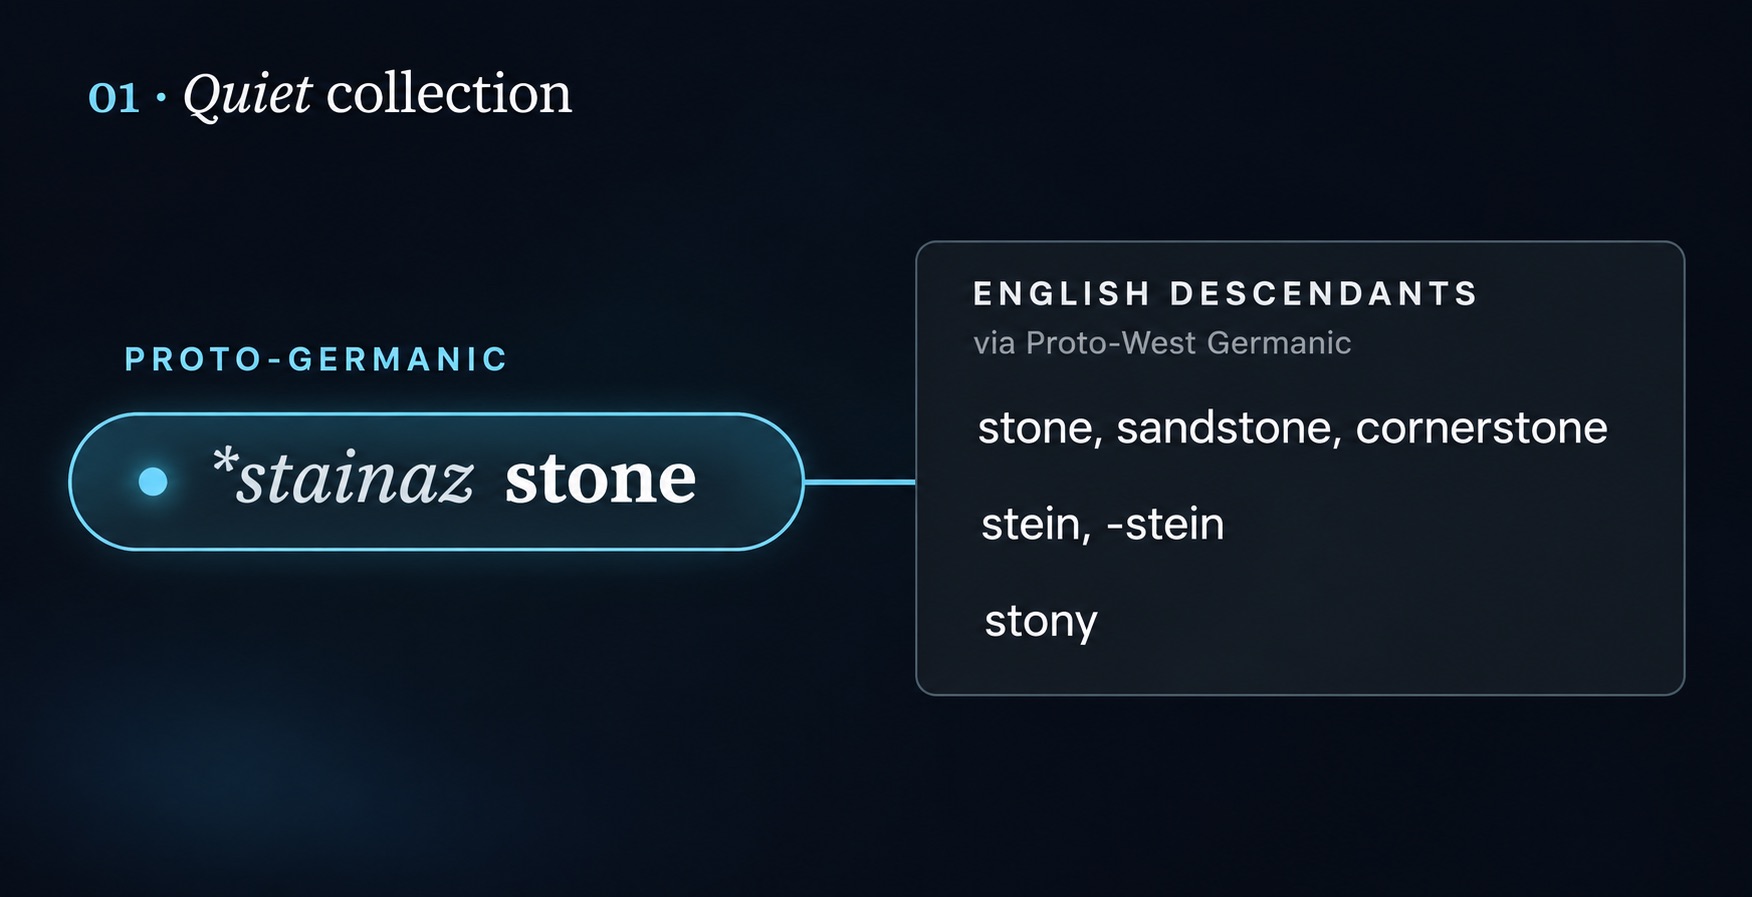 01 · Quiet collection
PROTO-GERMANIC
*stainaz stone
ENGLISH DESCENDANTS
via Proto-West Germanic
stone, sandstone, cornerstone
stein, -stein
stony